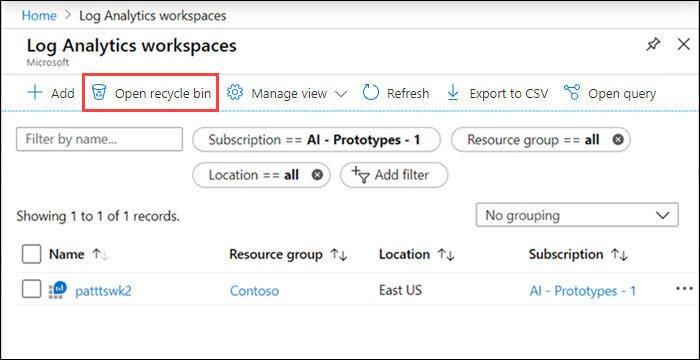 Home > Log Analytics workspaces
Log Analytics workspaces
Microsoft
Add Open recycle bin Manage view Refresh Export to CSV Open query
Filter by name... Subscription == AI - Prototypes - 1 Resource group == all
Location == all Add filter
Showing 1 to 1 of 1 records. No grouping
Name Resource group Location Subscription
patttswk2 Contoso East US AI - Prototypes - 1